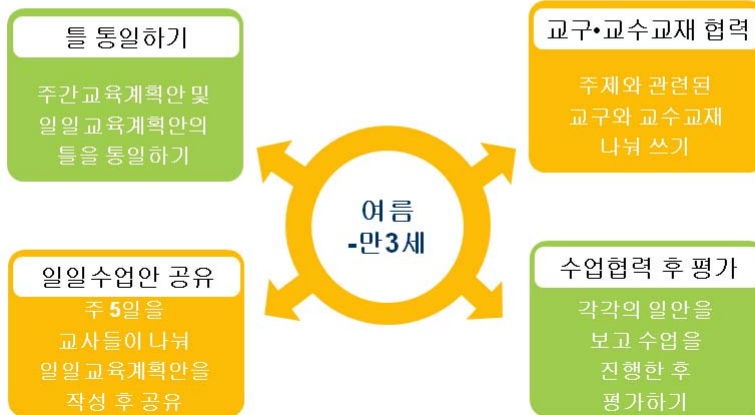 틀 통일하기
주간교육계획안 및
일일교육계획안의
틀을 통일하기
교구•교수교재 협력
주제와 관련된
교구와 교수교재
나눠 쓰기
여름
-만3세
일일수업안 공유
주 5일을
교사들이 나눠
일일교육계획안을
작성 후 공유
수업협력 후 평가
각각의 일안을
보고 수업을
진행한 후
평가하기